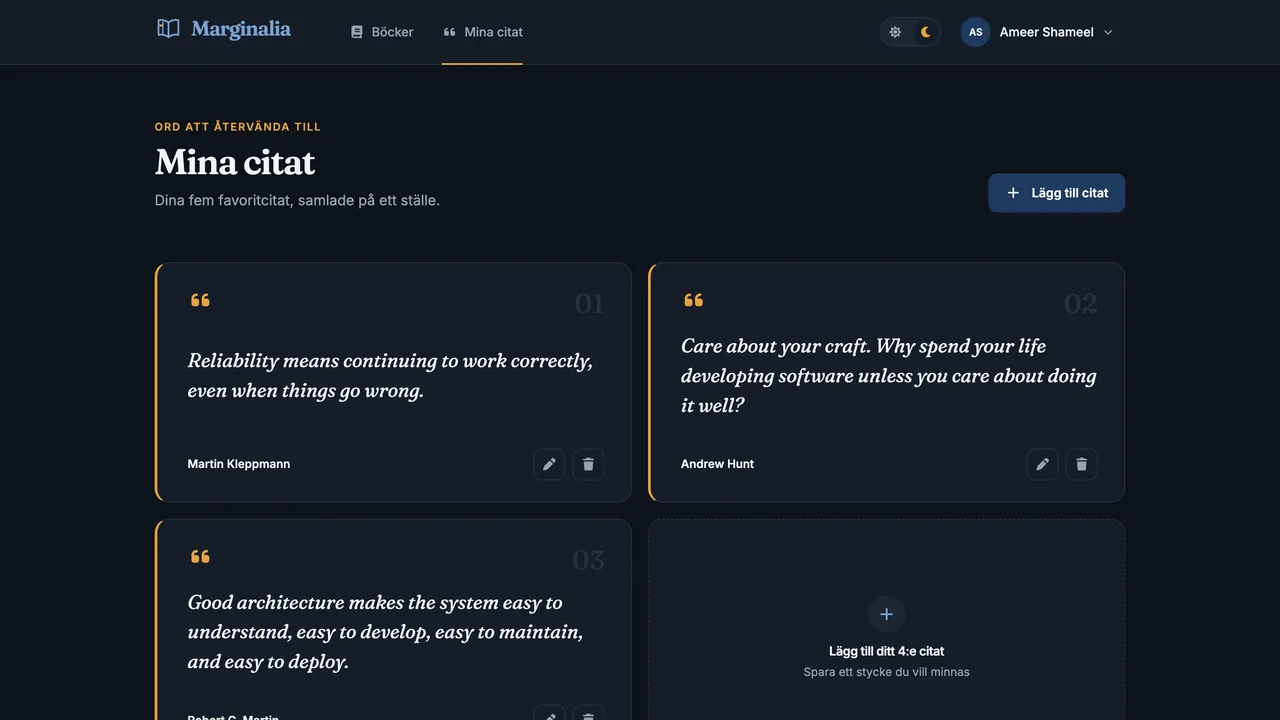 Marginalia
Böcker
Mina citat
AS
Ameer Shameel
ORD ATT ÅTERVÄNDA TILL
Mina citat
Dina fem favoritcitat, samlade på ett ställe.
+ Lägg till citat
01
Reliability means continuing to work correctly,
even when things go wrong.
Martin Kleppmann
02
Care about your craft. Why spend your life
developing software unless you care about doing
it well?
Andrew Hunt
03
Good architecture makes the system easy to
understand, easy to develop, easy to maintain,
and easy to deploy.
Robert C. Martin
Lägg till ditt 4:e citat
Spara ett stycke du vill minnas